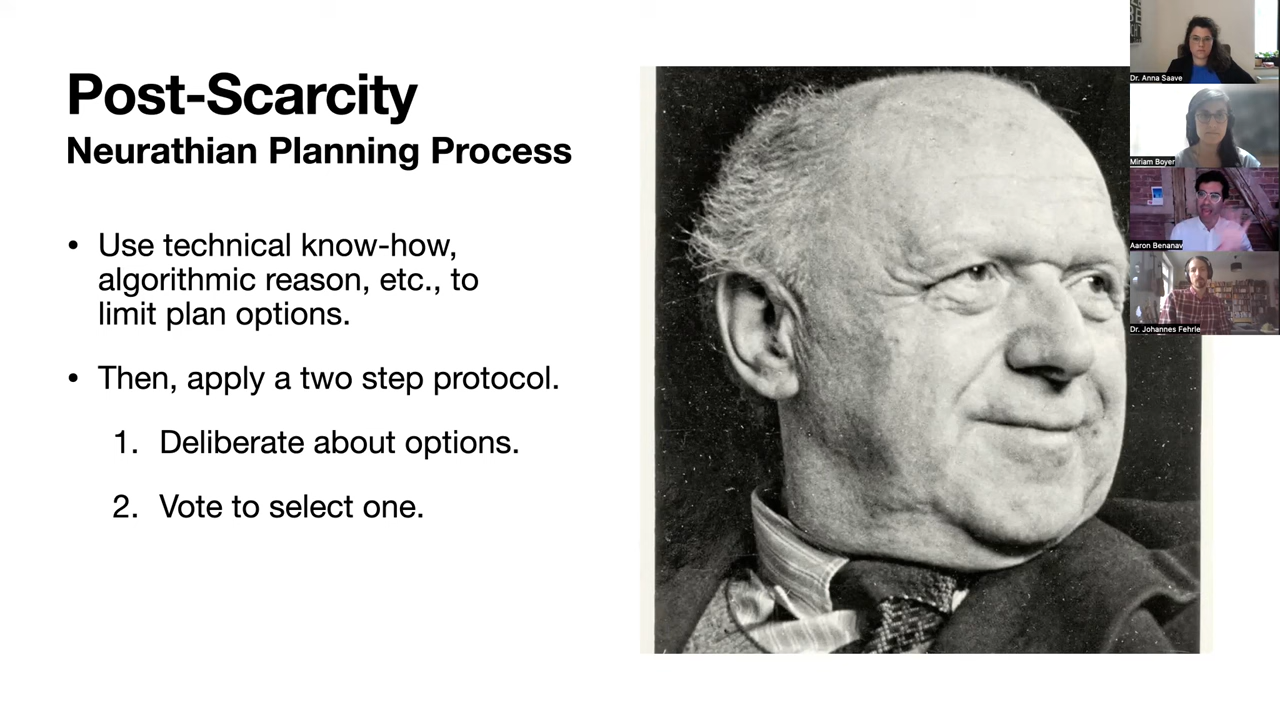 Post-Scarcity
Neurathian Planning Process
• Use technical know-how,
algorithmic reason, etc., to
limit plan options.
• Then, apply a two step protocol.
1. Deliberate about options.
2. Vote to select one.
Dr. Anna Saave
Miriam Boyer
Aaron Benanav
Dr. Johannes Fehrle